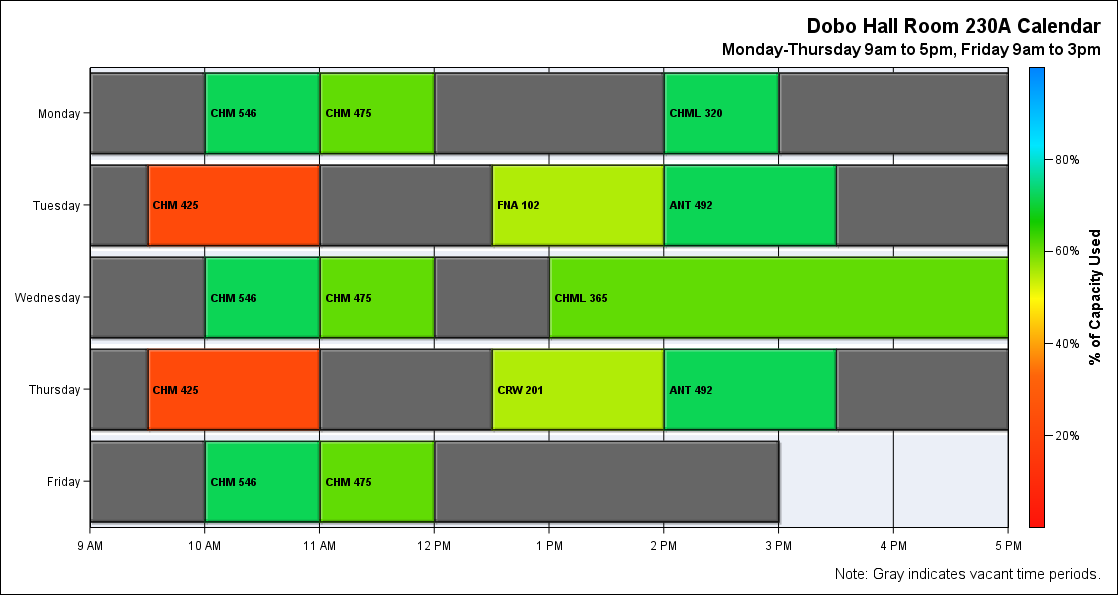 Dobo Hall Room 230A Calendar
Monday-Thursday 9am to 5pm, Friday 9am to 3pm
Monday
CHM 546
CHM 475
CHML 320
Tuesday
CHM 425
FNA 102
ANT 492
Wednesday
CHM 546
CHM 475
CHML 365
Thursday
CHM 425
CRW 201
ANT 492
Friday
CHM 546
CHM 475
9 AM
10 AM
11 AM
12 PM
1 PM
2 PM
3 PM
4 PM
5 PM
80%
60%
40%
20%
% of Capacity Used
Note: Gray indicates vacant time periods.